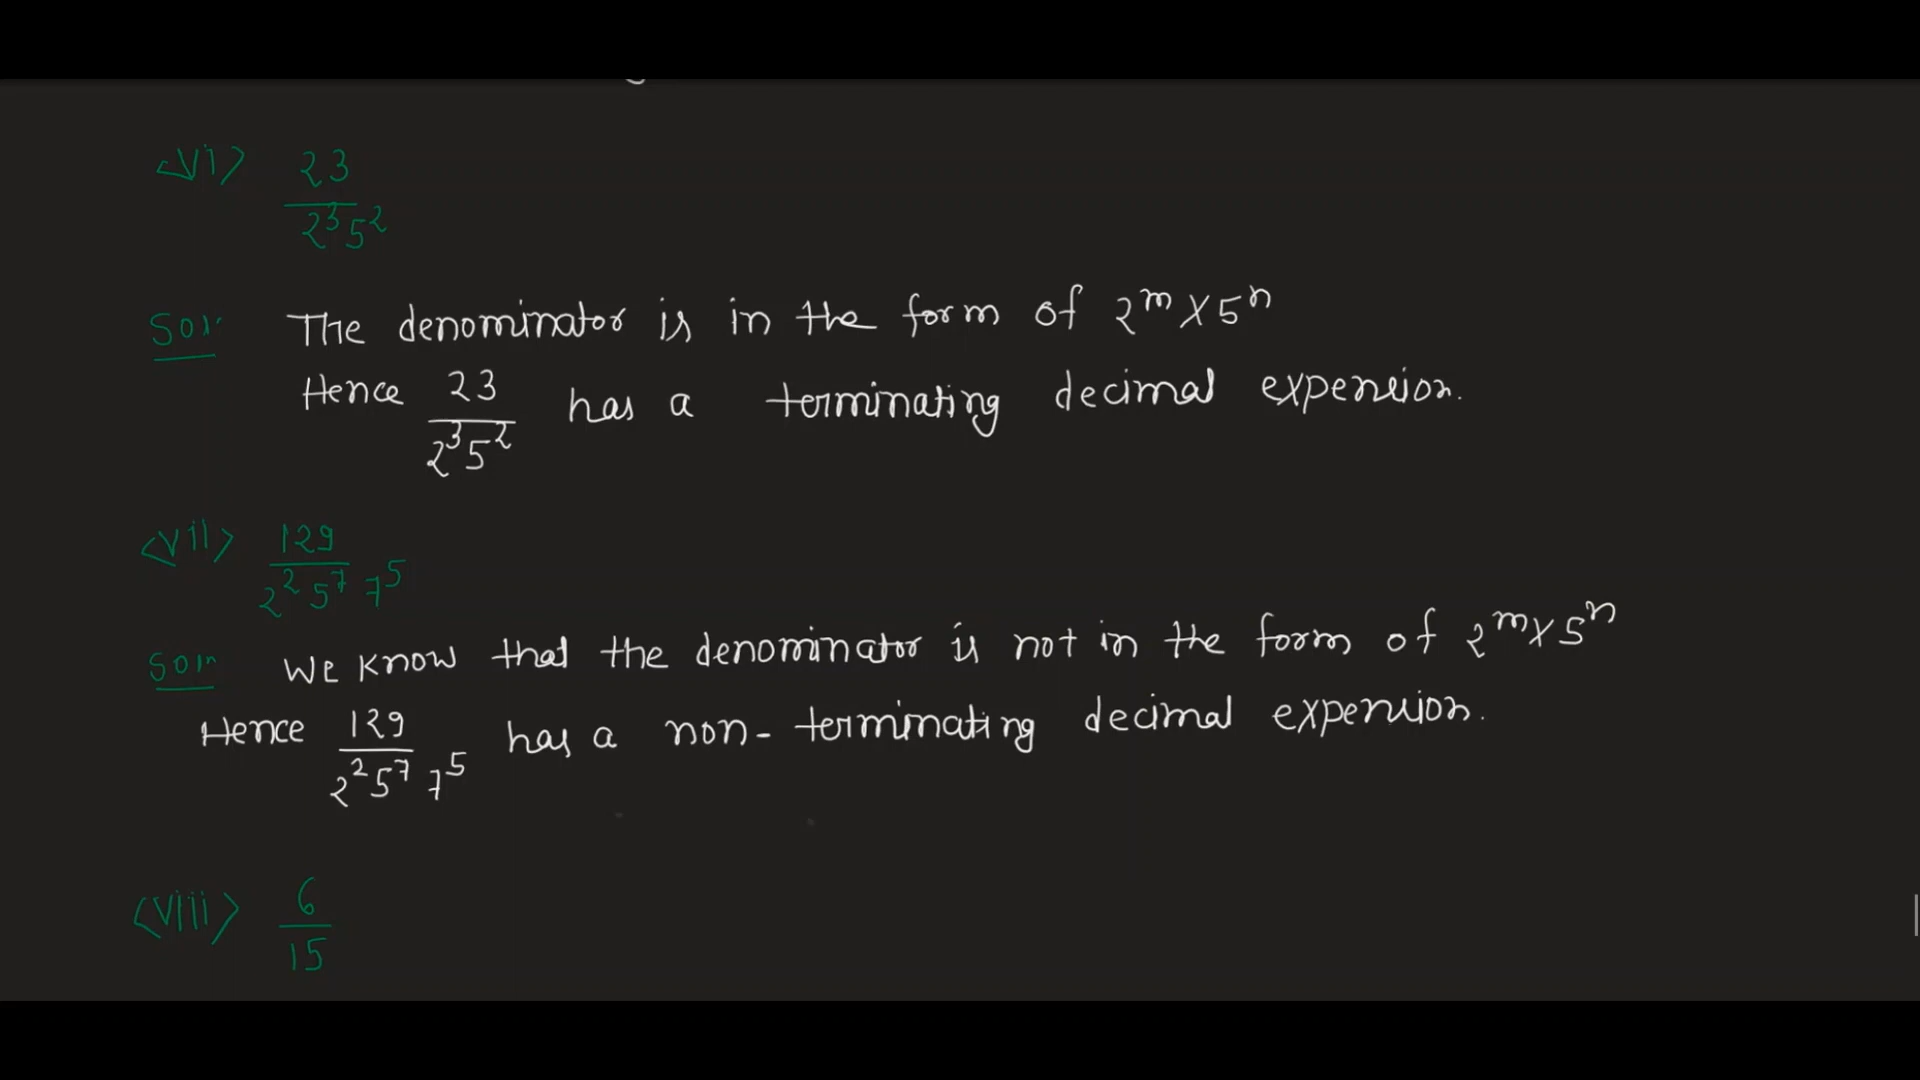 <vi> 23/2³5²
Soln The denominator is in the form of 2ᵐ×5ⁿ
Hence 23/2³5² has a terminating decimal expension.
<vii> 129/2²5⁷7⁵
Soln We know that the denominator is not in the form of 2ᵐ×5ⁿ
Hence 129/2²5⁷7⁵ has a non-terminating decimal expension.
<viii> 6/15